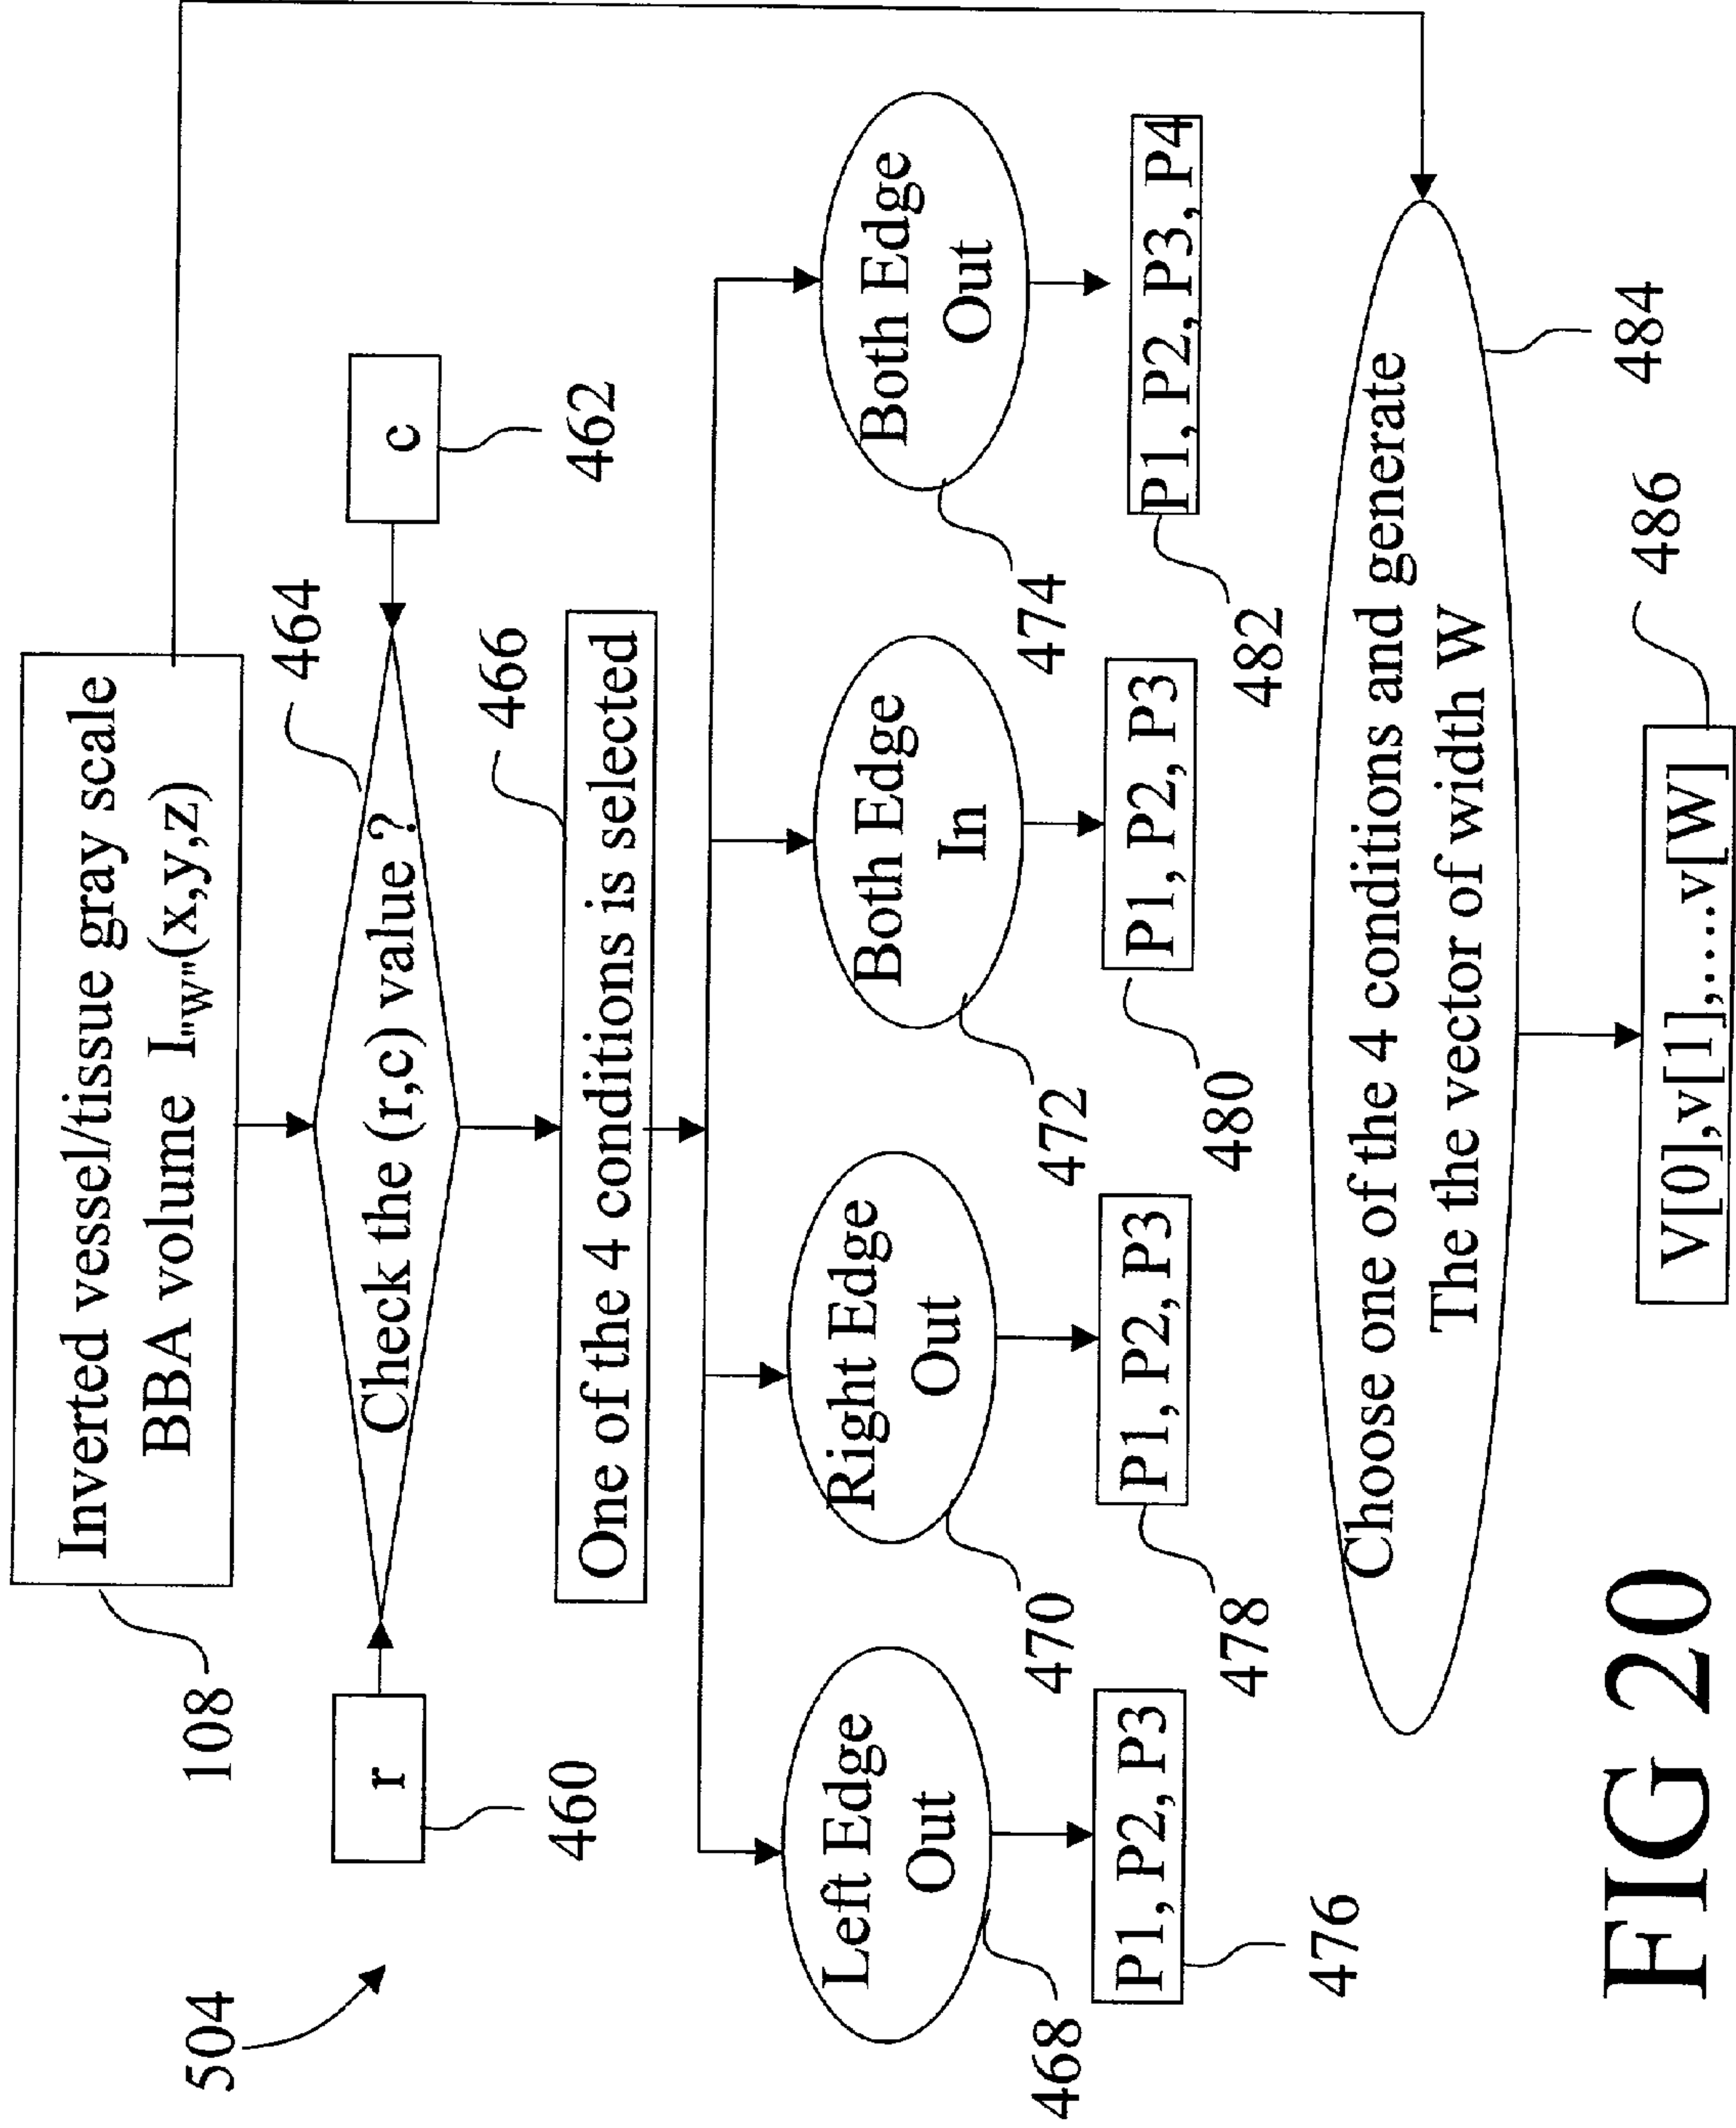 504
108
Inverted vessel/tissue gray scale
BBA volume I"w"(x,y,z)
r
460
Check the (r,c) value ?
464
c
462
One of the 4 conditions is selected
466
Left Edge
Out
468
Right Edge
Out
470
Both Edge
In
472
Both Edge
Out
474
P1, P2, P3
476
P1, P2, P3
478
P1, P2, P3
480
P1, P2, P3, P4
482
Choose one of the 4 conditions and generate
The the vector of width W
484
V[0],v[1],....v[W]
486
FIG 20